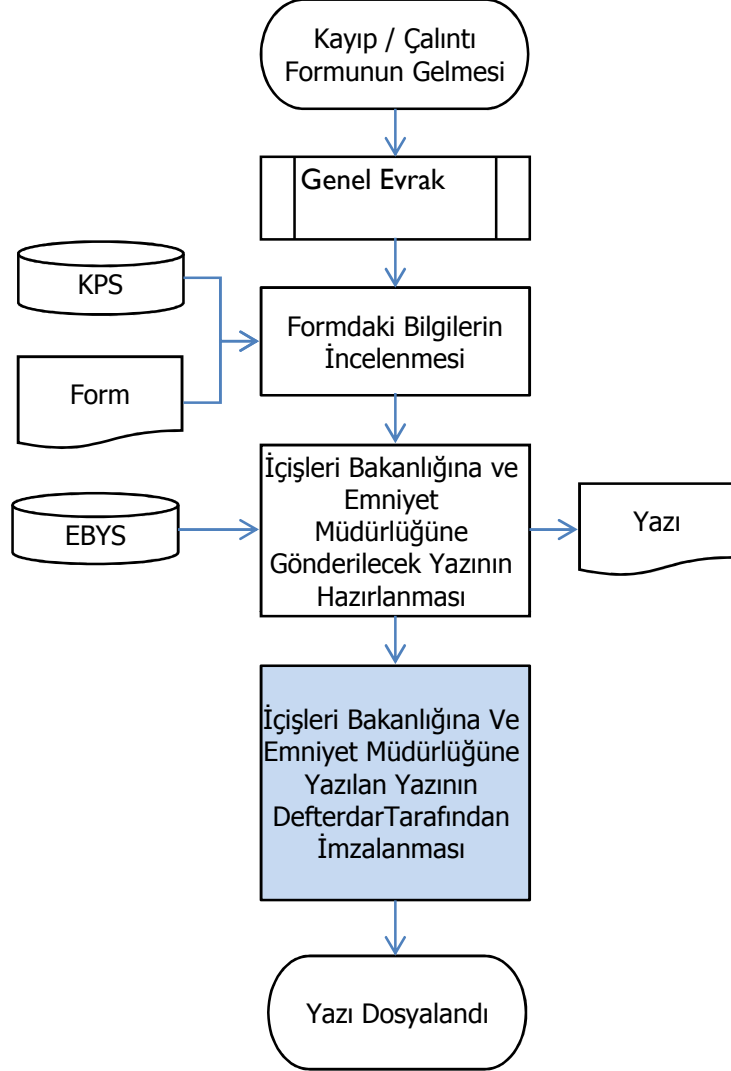 Kayıp / Çalıntı
Formunun Gelmesi
Genel Evrak
KPS
Formdaki Bilgilerin
İncelenmesi
Form
İçişleri Bakanlığına ve
Emniyet
Müdürlüğüne
Gönderilecek Yazının
Hazırlanması
EBYS
Yazı
İçişleri Bakanlığına Ve
Emniyet Müdürlüğüne
Yazılan Yazının
DefterdarTarafından
İmzalanması
Yazı Dosyalandı